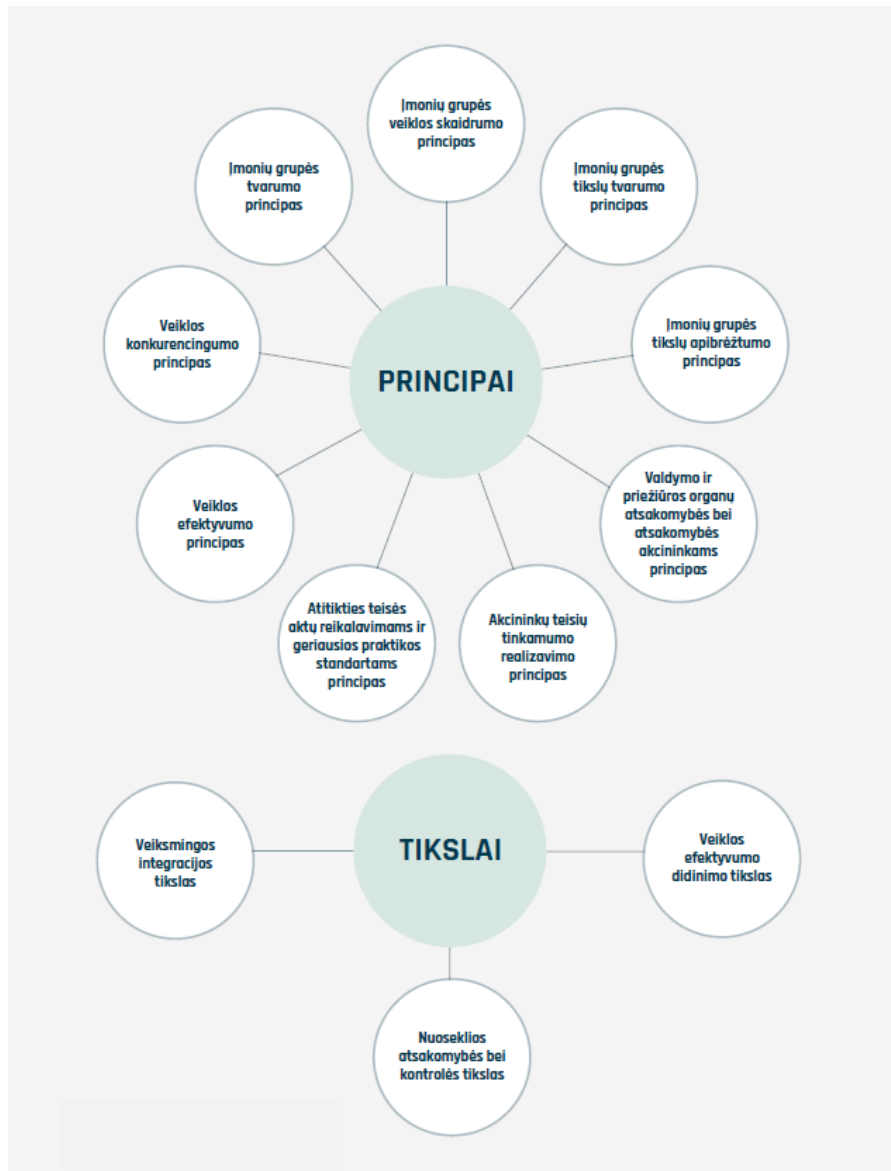 Įmonių grupės
veiklos skaidrumo
principas
Įmonių grupės
tvarumo
principas
Įmonių grupės
tikslų tvarumo
principas
Veiklos
konkurencingumo
principas
Įmonių grupės
tikslų apibrėžtumo
principas
PRINCIPAI
Veiklos
efektyvumo
principas
Valdymo ir
priežiūros organų
atsakomybės bei
atsakomybės
akcininkams
principas
Atitikties teisės
aktų reikalavimams ir
geriausios praktikos
standartams
principas
Akcininkų teisių
tinkamumo
realizavimo
principas
TIKSLAI
Veiksmingos
integracijos
tikslas
Veiklos
efektyvumo
didinimo tikslas
Nuoseklios
atsakomybės bei
kontrolės tikslas